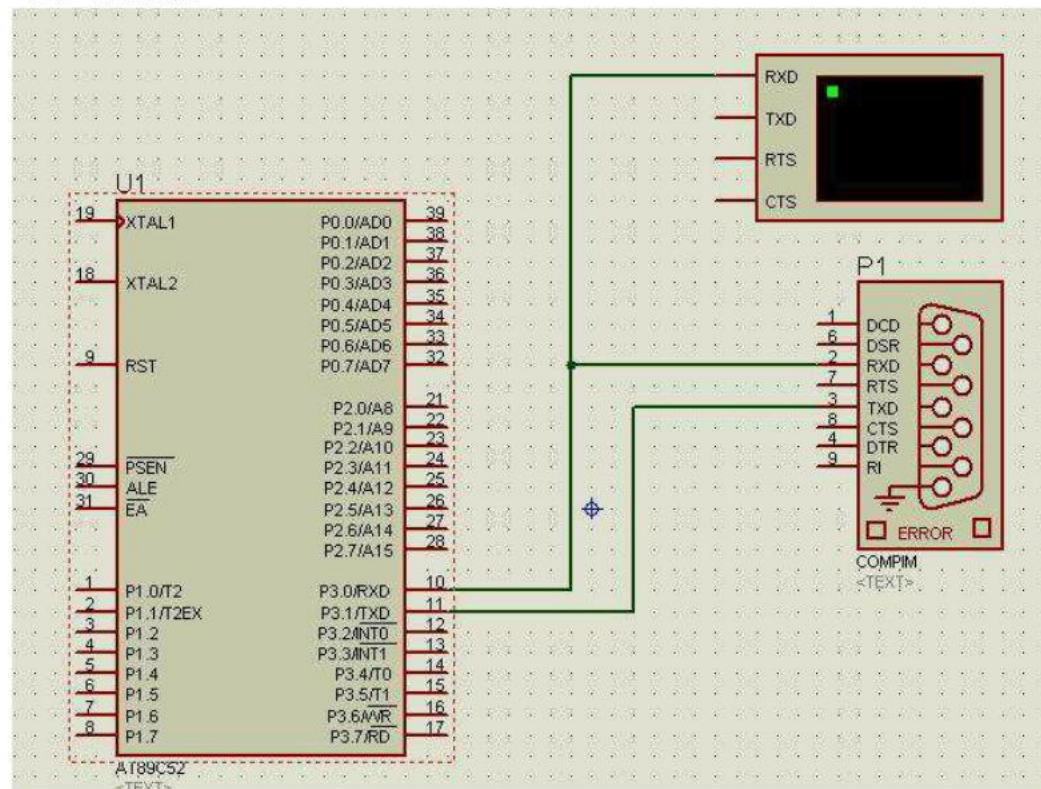 RXD
TXD
RTS
CTS
U1
19 XTAL1
18 XTAL2
9 RST
29 PSEN
30 ALE
31 EA
1 P1.0/T2
2 P1.1/T2EX
3 P1.2
4 P1.3
5 P1.4
6 P1.5
7 P1.6
8 P1.7
P0.0/AD0 39
P0.1/AD1 38
P0.2/AD2 37
P0.3/AD3 36
P0.4/AD4 35
P0.5/AD5 34
P0.6/AD6 33
P0.7/AD7 32
P2.0/A8 21
P2.1/A9 22
P2.2/A10 23
P2.3/A11 24
P2.4/A12 25
P2.5/A13 26
P2.6/A14 27
P2.7/A15 28
P3.0/RXD 10
P3.1/TXD 11
P3.2/INT0 12
P3.3/INT1 13
P3.4/T0 14
P3.5/T1 15
P3.6/WR 16
P3.7/RD 17
AT89C52
<TEXT>
P1
1 DCD
6 DSR
2 RXD
7 RTS
3 TXD
8 CTS
4 DTR
9 RI
ERROR
COMPIM
<TEXT>